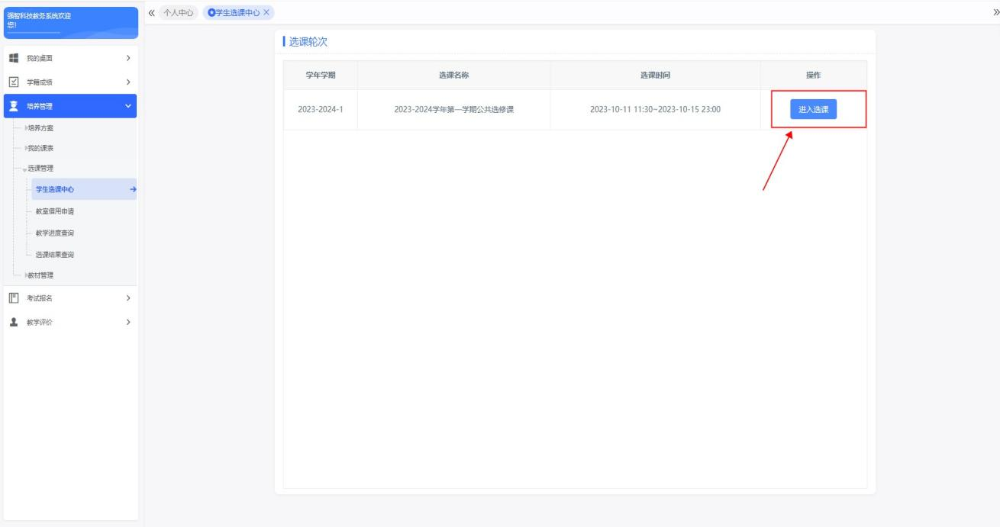 强智科技教务系统欢迎
您!
我的桌面
学籍成绩
培养管理
培养方案
我的课表
选课管理
学生选课中心
教室借用申请
教学进度查询
选课结果查询
教材管理
考试报名
教学评价
个人中心
学生选课中心
选课轮次
学年学期 选课名称 选课时间 操作
2023-2024-1 2023-2024学年第一学期公共选修课 2023-10-11 11:30~2023-10-15 23:00 进入选课